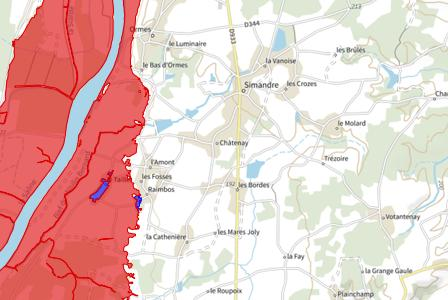 213
Ormes
D344
D933
le Luminaire
les Brûlés
la Vanoise
le Bas d'Ormes
Simandre
les Crozes
le Molard
Châtenay
l'Amont
Trézoire
les Fosses
Raimbos
192
les Bordes
Votantenay
les Mares Joly
la Cathenière
la Fay
la Grange Gaule
le Roupoix
Plainchamp